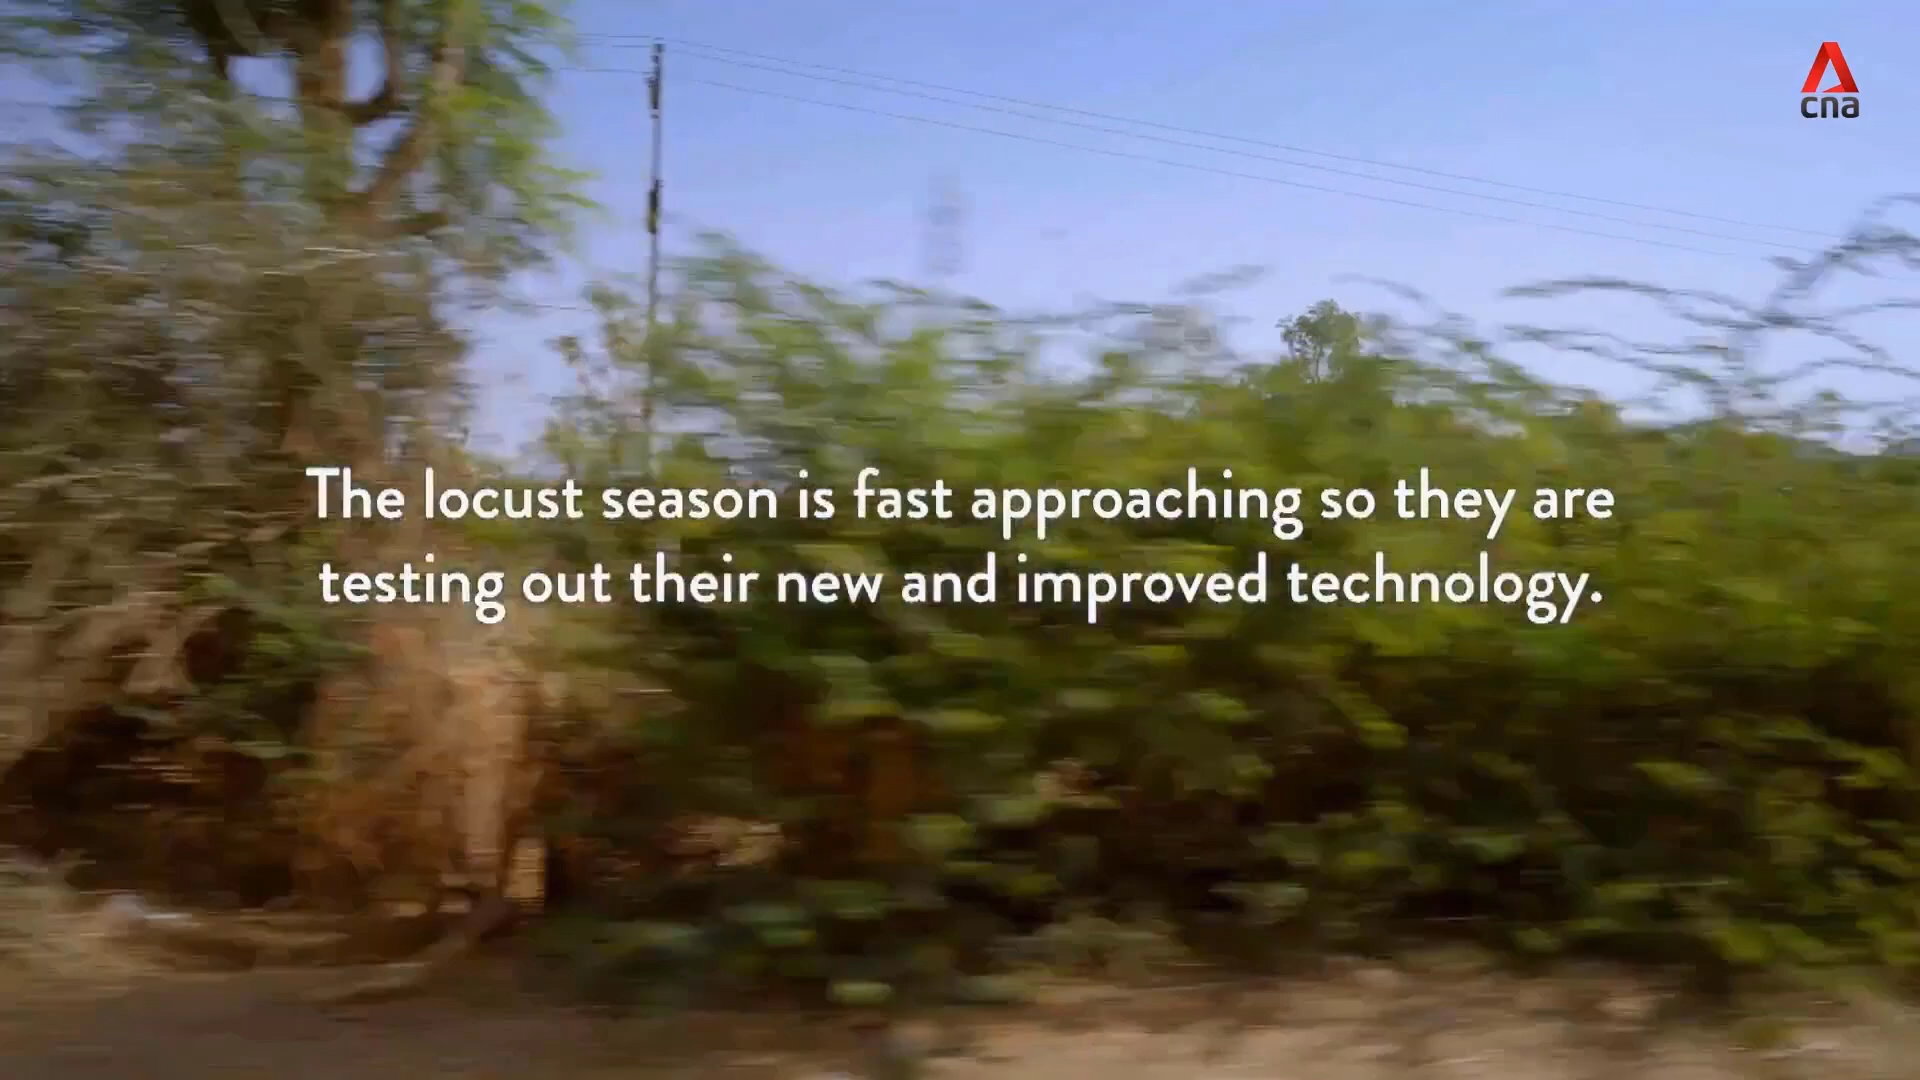 cna
The locust season is fast approaching so they are
testing out their new and improved technology.